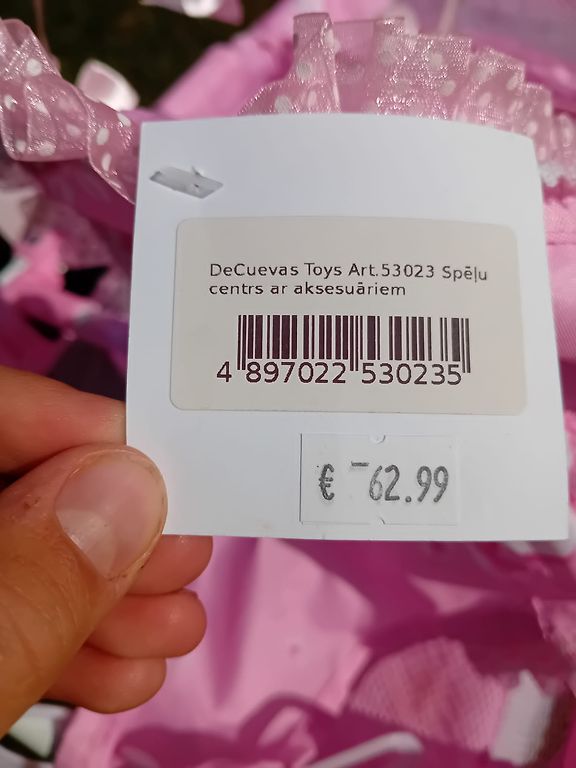 DeCuevas Toys Art.53023 Spēļu
centrs ar aksesuāriem
4 897022 530235
€ 62.99